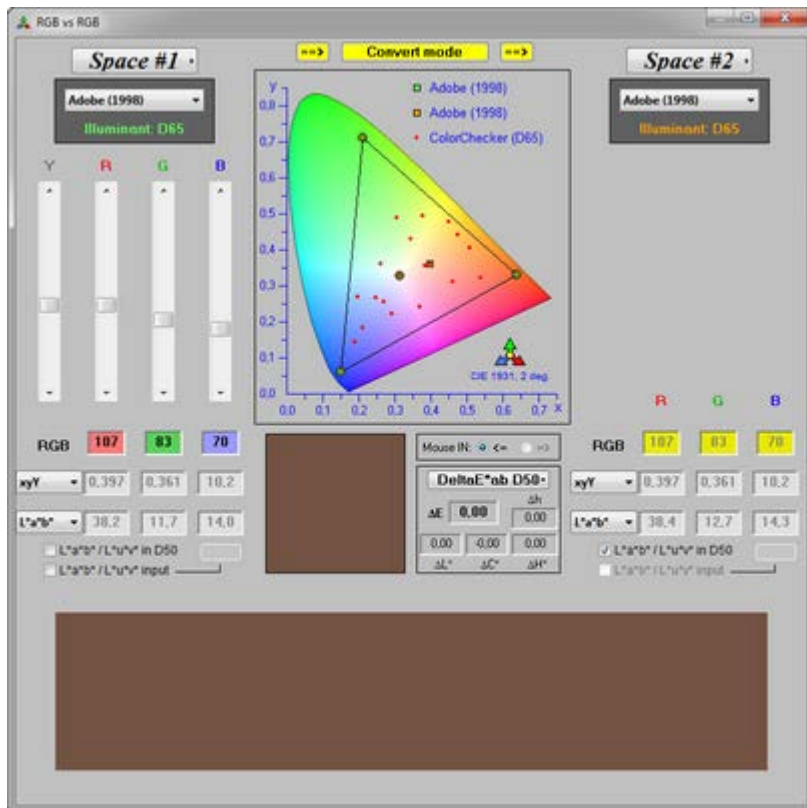 RGB vs RGB
==> Convert mode ==>
Space #1
Space #2
Adobe (1998)
Illuminant: D65
Adobe (1998)
Illuminant: D65
Y R G B
y
Adobe (1998)
Adobe (1998)
ColorChecker (D65)
0,8
0,7
0,6
0,5
0,4
0,3
0,2
0,1
0,0
0,0 0,1 0,2 0,3 0,4 0,5 0,6 0,7 x
CIE 1931, 2 deg.
R G B
RGB 107 83 70
xyY 0,397 0,361 10,2
L*a*b* 38,2 11,7 14,0
L*a*b* / L*u*v* in D50
L*a*b* / L*u*v* input
Mouse IN: <= =>
DeltaE*ab D50
ΔE 0,00
Δh
0,00
0,00 -0,00 0,00
ΔL* ΔC* ΔH*
RGB 107 83 70
xyY 0,397 0,361 10,2
L*a*b* 38,4 12,7 14,3
L*a*b* / L*u*v* in D50
L*a*b* / L*u*v* input